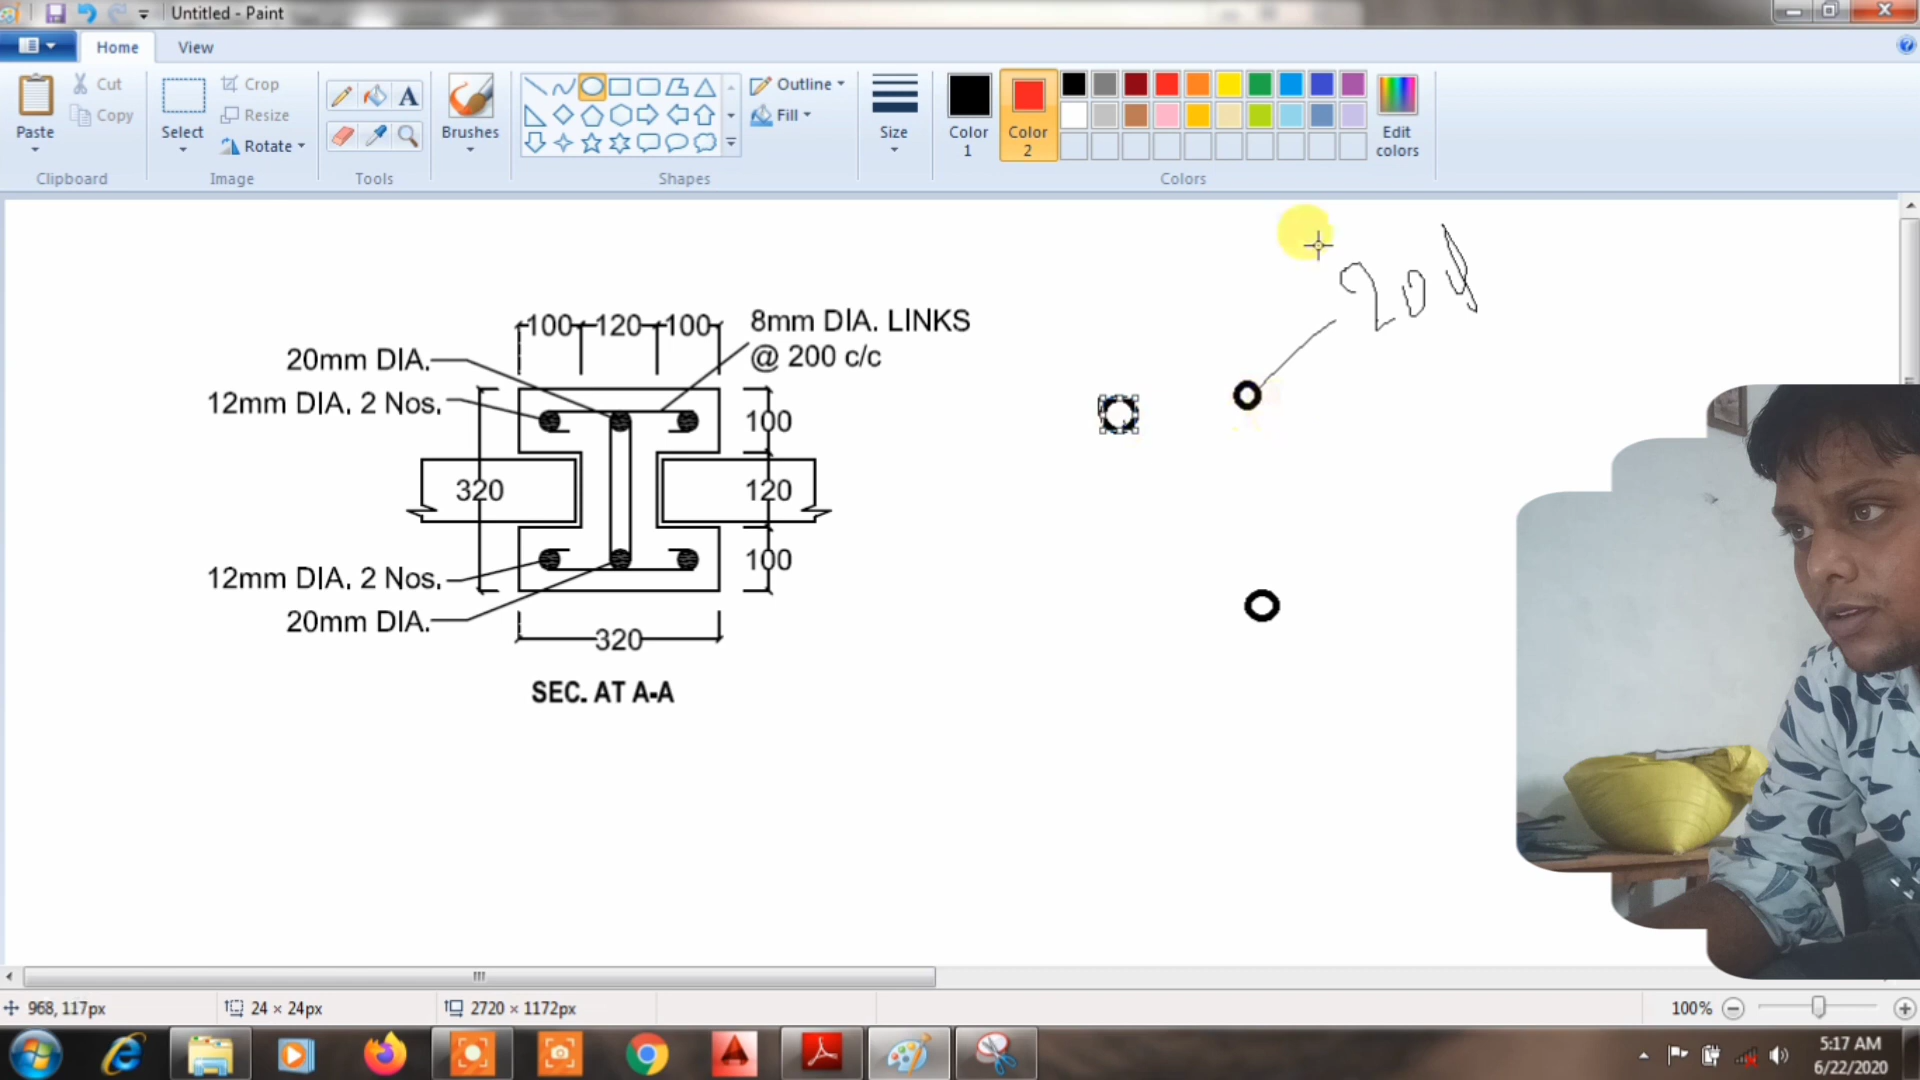 Untitled - Paint
Home View
Paste
Cut
Copy
Clipboard
Select
Crop
Resize
Rotate
Image
Tools
Brushes
Shapes
Outline
Fill
Size
Color 1
Color 2
Colors
Edit colors
20ϕ
100 120 100
8mm DIA. LINKS
@ 200 c/c
20mm DIA.
12mm DIA. 2 Nos.
100
320
120
100
12mm DIA. 2 Nos.
20mm DIA.
320
SEC. AT A-A
968, 117px
24 × 24px
2720 × 1172px
100%
5:17 AM
6/22/2020